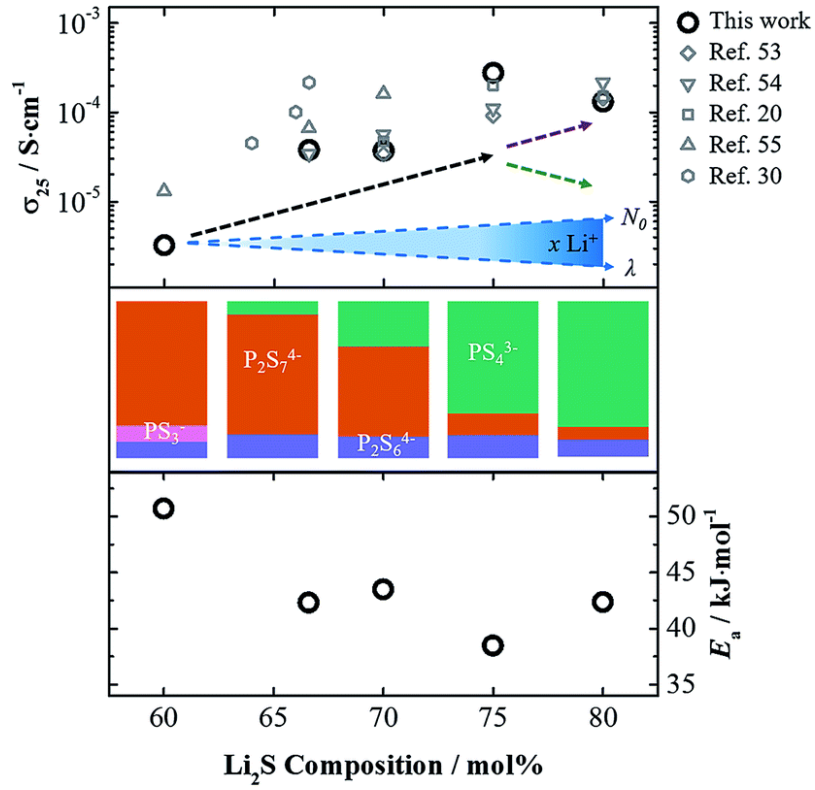 10⁻³
10⁻⁴
10⁻⁵
σ₂₅ / S·cm⁻¹
This work
Ref. 53
Ref. 54
Ref. 20
Ref. 55
Ref. 30
N₀
x Li⁺
λ
PS₃⁻
P₂S₇⁴⁻
P₂S₆⁴⁻
PS₄³⁻
50
45
40
35
Eₐ / kJ·mol⁻¹
60 65 70 75 80
Li₂S Composition / mol%